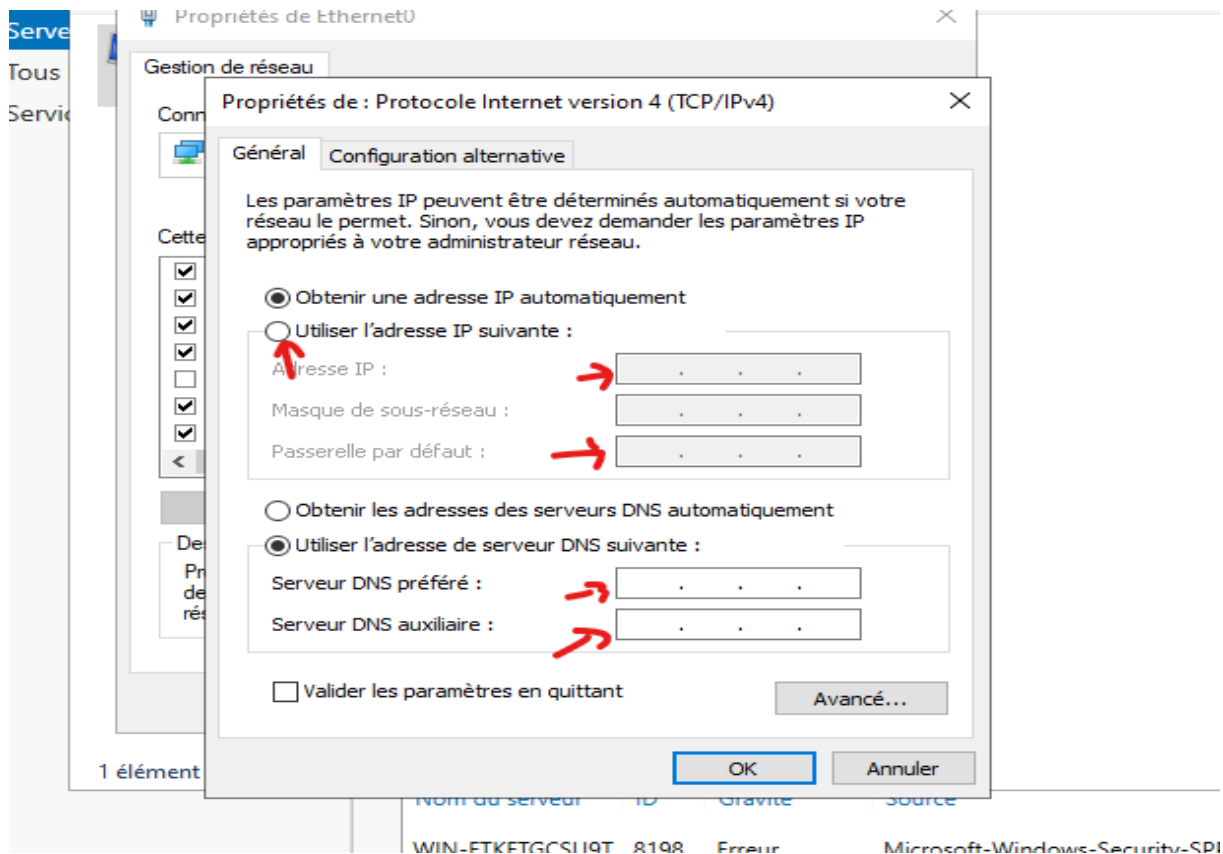 Propriétés de Ethernet0
Serve
Tous
Servic
Gestion de réseau
Conn
Cette
Propriétés de : Protocole Internet version 4 (TCP/IPv4)
Général
Configuration alternative
Les paramètres IP peuvent être déterminés automatiquement si votre
réseau le permet. Sinon, vous devez demander les paramètres IP
appropriés à votre administrateur réseau.
Obtenir une adresse IP automatiquement
Utiliser l'adresse IP suivante :
Adresse IP :
Masque de sous-réseau :
Passerelle par défaut :
Obtenir les adresses des serveurs DNS automatiquement
Utiliser l'adresse de serveur DNS suivante :
Serveur DNS préféré :
Serveur DNS auxiliaire :
Valider les paramètres en quittant
Avancé...
OK
Annuler
Des
Pr
de
rés
1 élément
Nom du serveur ID Gravité Source
8198 Erreur Microsoft-Windows-Security-SPP